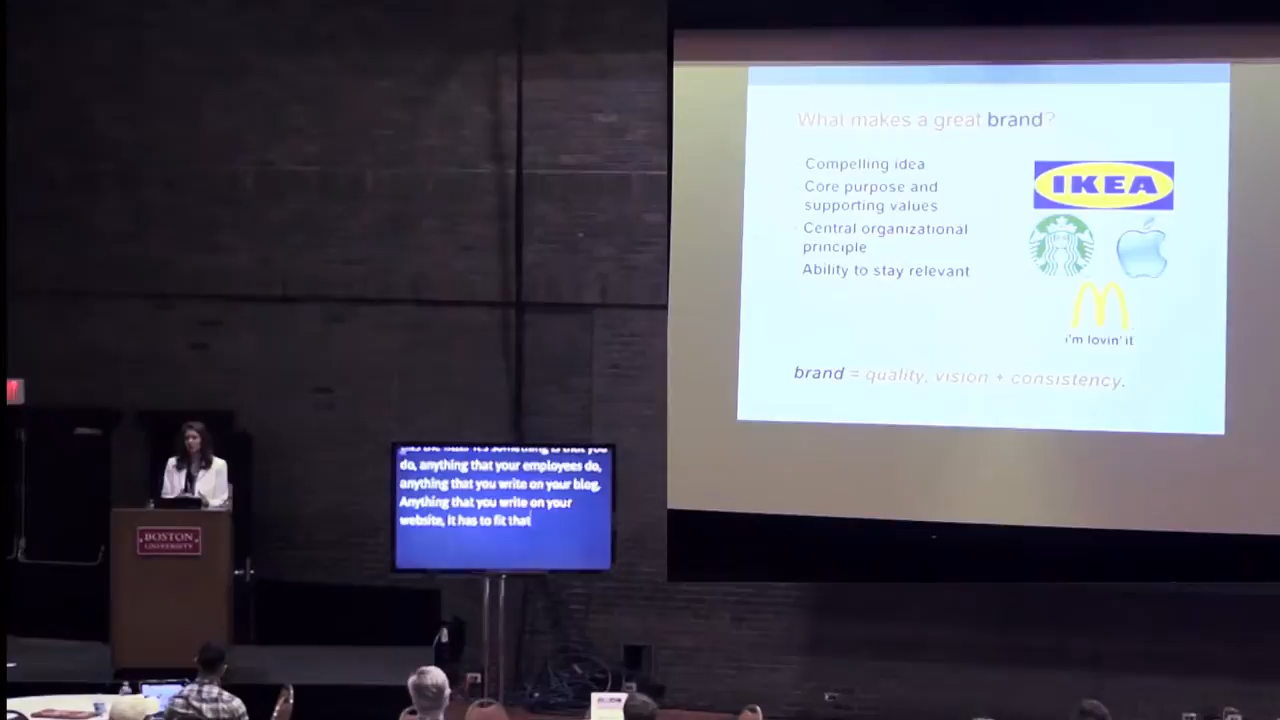 What makes a great brand?
Compelling idea
Core purpose and
supporting values
Central organizational
principle
Ability to stay relevant
IKEA
i'm lovin' it
brand = quality, vision + consistency.
do, anything that your employees do,
anything that you write on your blog.
Anything that you write on your
website, it has to fit that
BOSTON
UNIVERSITY